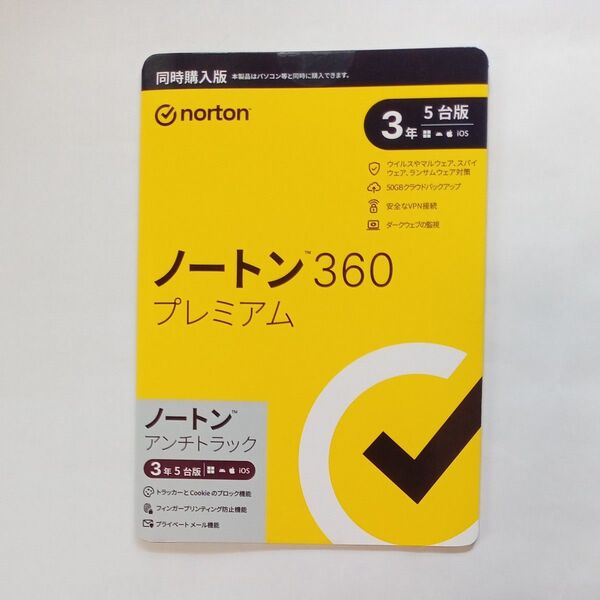 同時購入版 本製品はパソコン等と同時に購入できます。
norton™
3年 5台版
iOS
ウイルスやマルウェア、スパイ
ウェア、ランサムウェア対策
50GBクラウドバックアップ
安全なVPN接続
ダークウェブの監視
ノートン™ 360
プレミアム
ノートン™
アンチトラック
3年5台版 iOS
トラッカーとCookieのブロック機能
フィンガープリンティング防止機能
プライベートメール機能